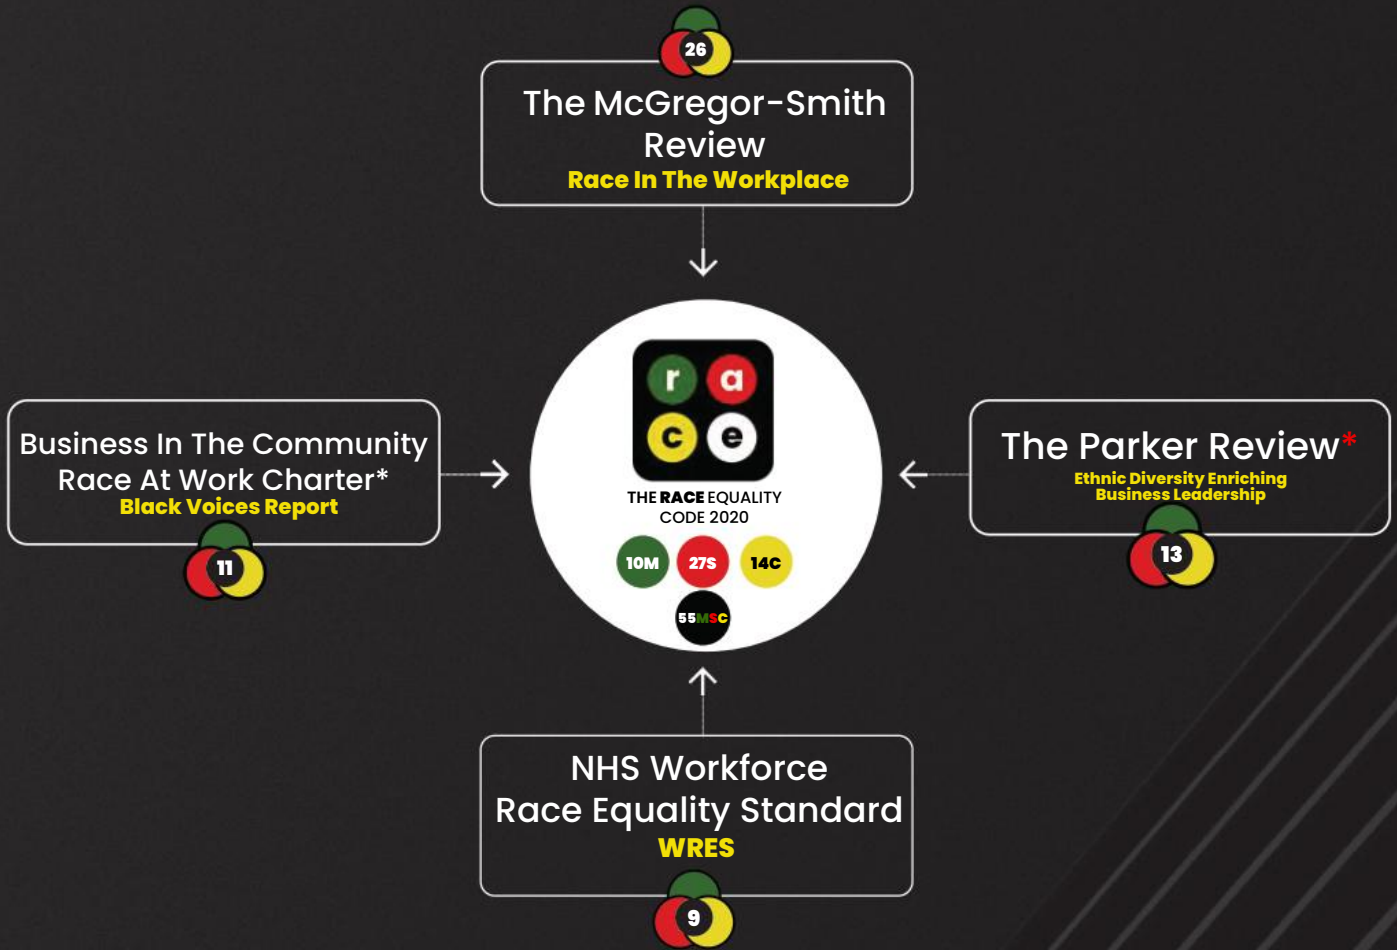 26
The McGregor-Smith
Review
Race In The Workplace
Business In The Community
Race At Work Charter*
Black Voices Report
11
r a
c e
THE RACE EQUALITY
CODE 2020
10M 27S 14C
55MSC
The Parker Review*
Ethnic Diversity Enriching
Business Leadership
13
NHS Workforce
Race Equality Standard
WRES
9